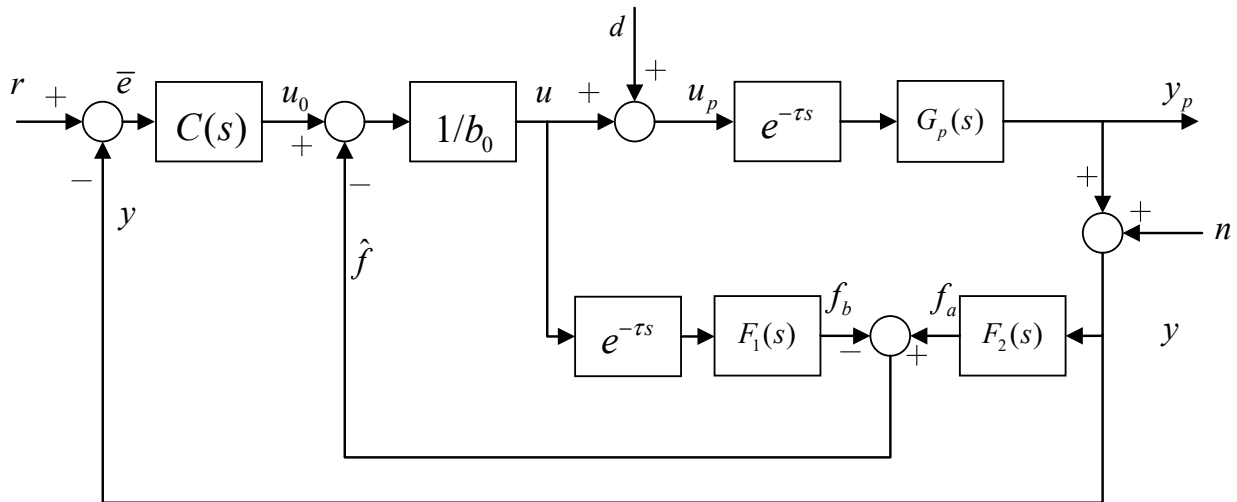 d
r + ē C(s) u₀ + 1/b₀ u + + u_p e^{-τs} G_p(s) y_p
− y − f̂ + + n
e^{-τs} F₁(s) f_b − f_a + F₂(s) y